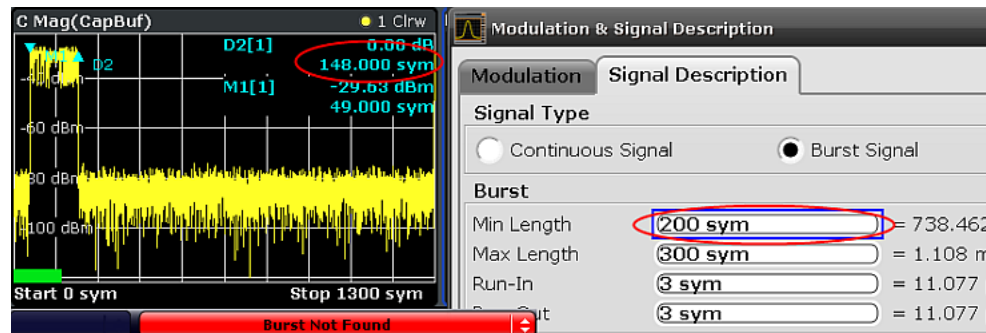 C Mag(CapBuf) 1 Clrw
D2[1] 0.00 dB
148.000 sym
M1[1] -29.63 dBm
49.000 sym
D2
-60 dBm
Start 0 sym Stop 1300 sym
Burst Not Found
Modulation & Signal Description
Modulation Signal Description
Signal Type
Continuous Signal Burst Signal
Burst
Min Length 200 sym = 738.462
Max Length 300 sym = 1.108 m
Run-In 3 sym = 11.077
3 sym = 11.077